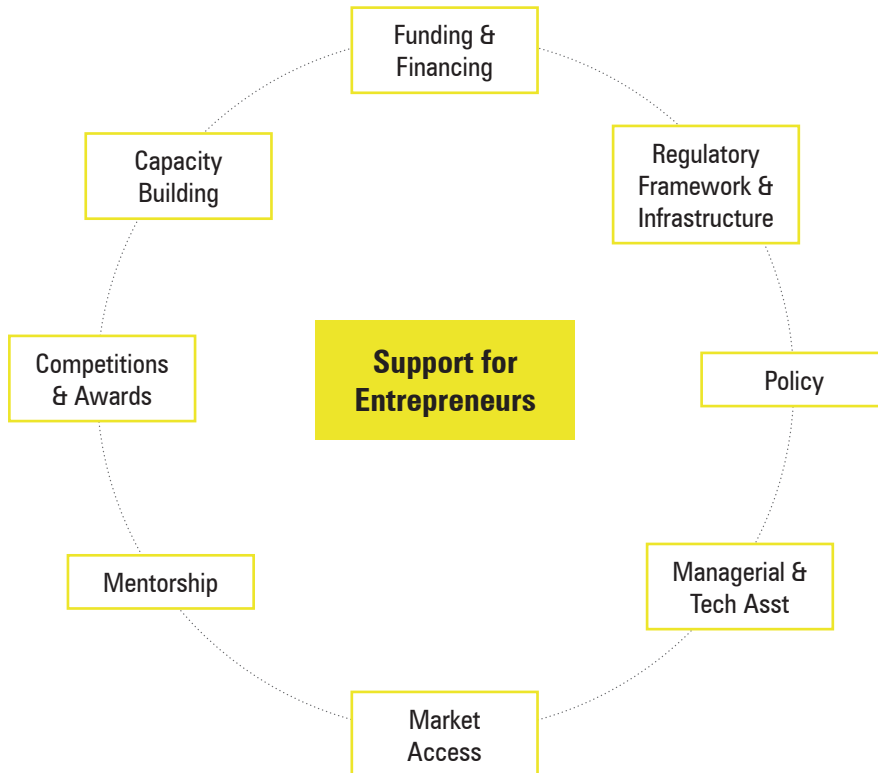 Funding &
Financing
Regulatory
Framework &
Infrastructure
Capacity
Building
Support for
Entrepreneurs
Competitions
& Awards
Policy
Managerial &
Tech Asst
Mentorship
Market
Access